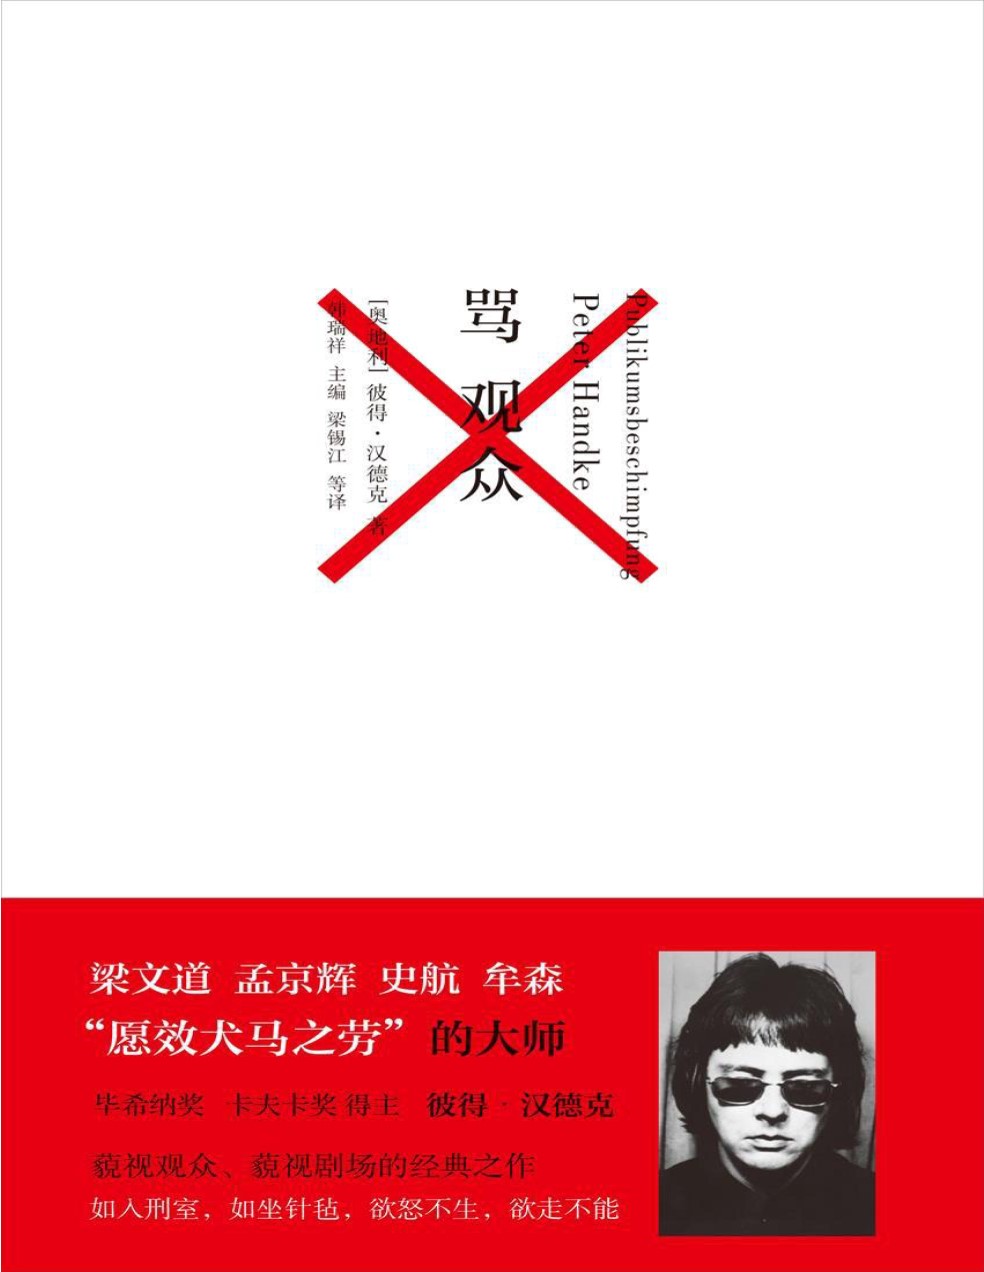 Publikumsbeschimpfung
Peter Handke
骂 观众
[奥地利] 彼得·汉德克 著
韩瑞祥 主编 梁锡江 等译
梁文道 孟京辉 史航 牟森
“愿效犬马之劳” 的大师
毕希纳奖 卡夫卡奖 得主 彼得·汉德克
藐视观众、藐视剧场的经典之作
如入刑室，如坐针毡，欲怒不生，欲走不能